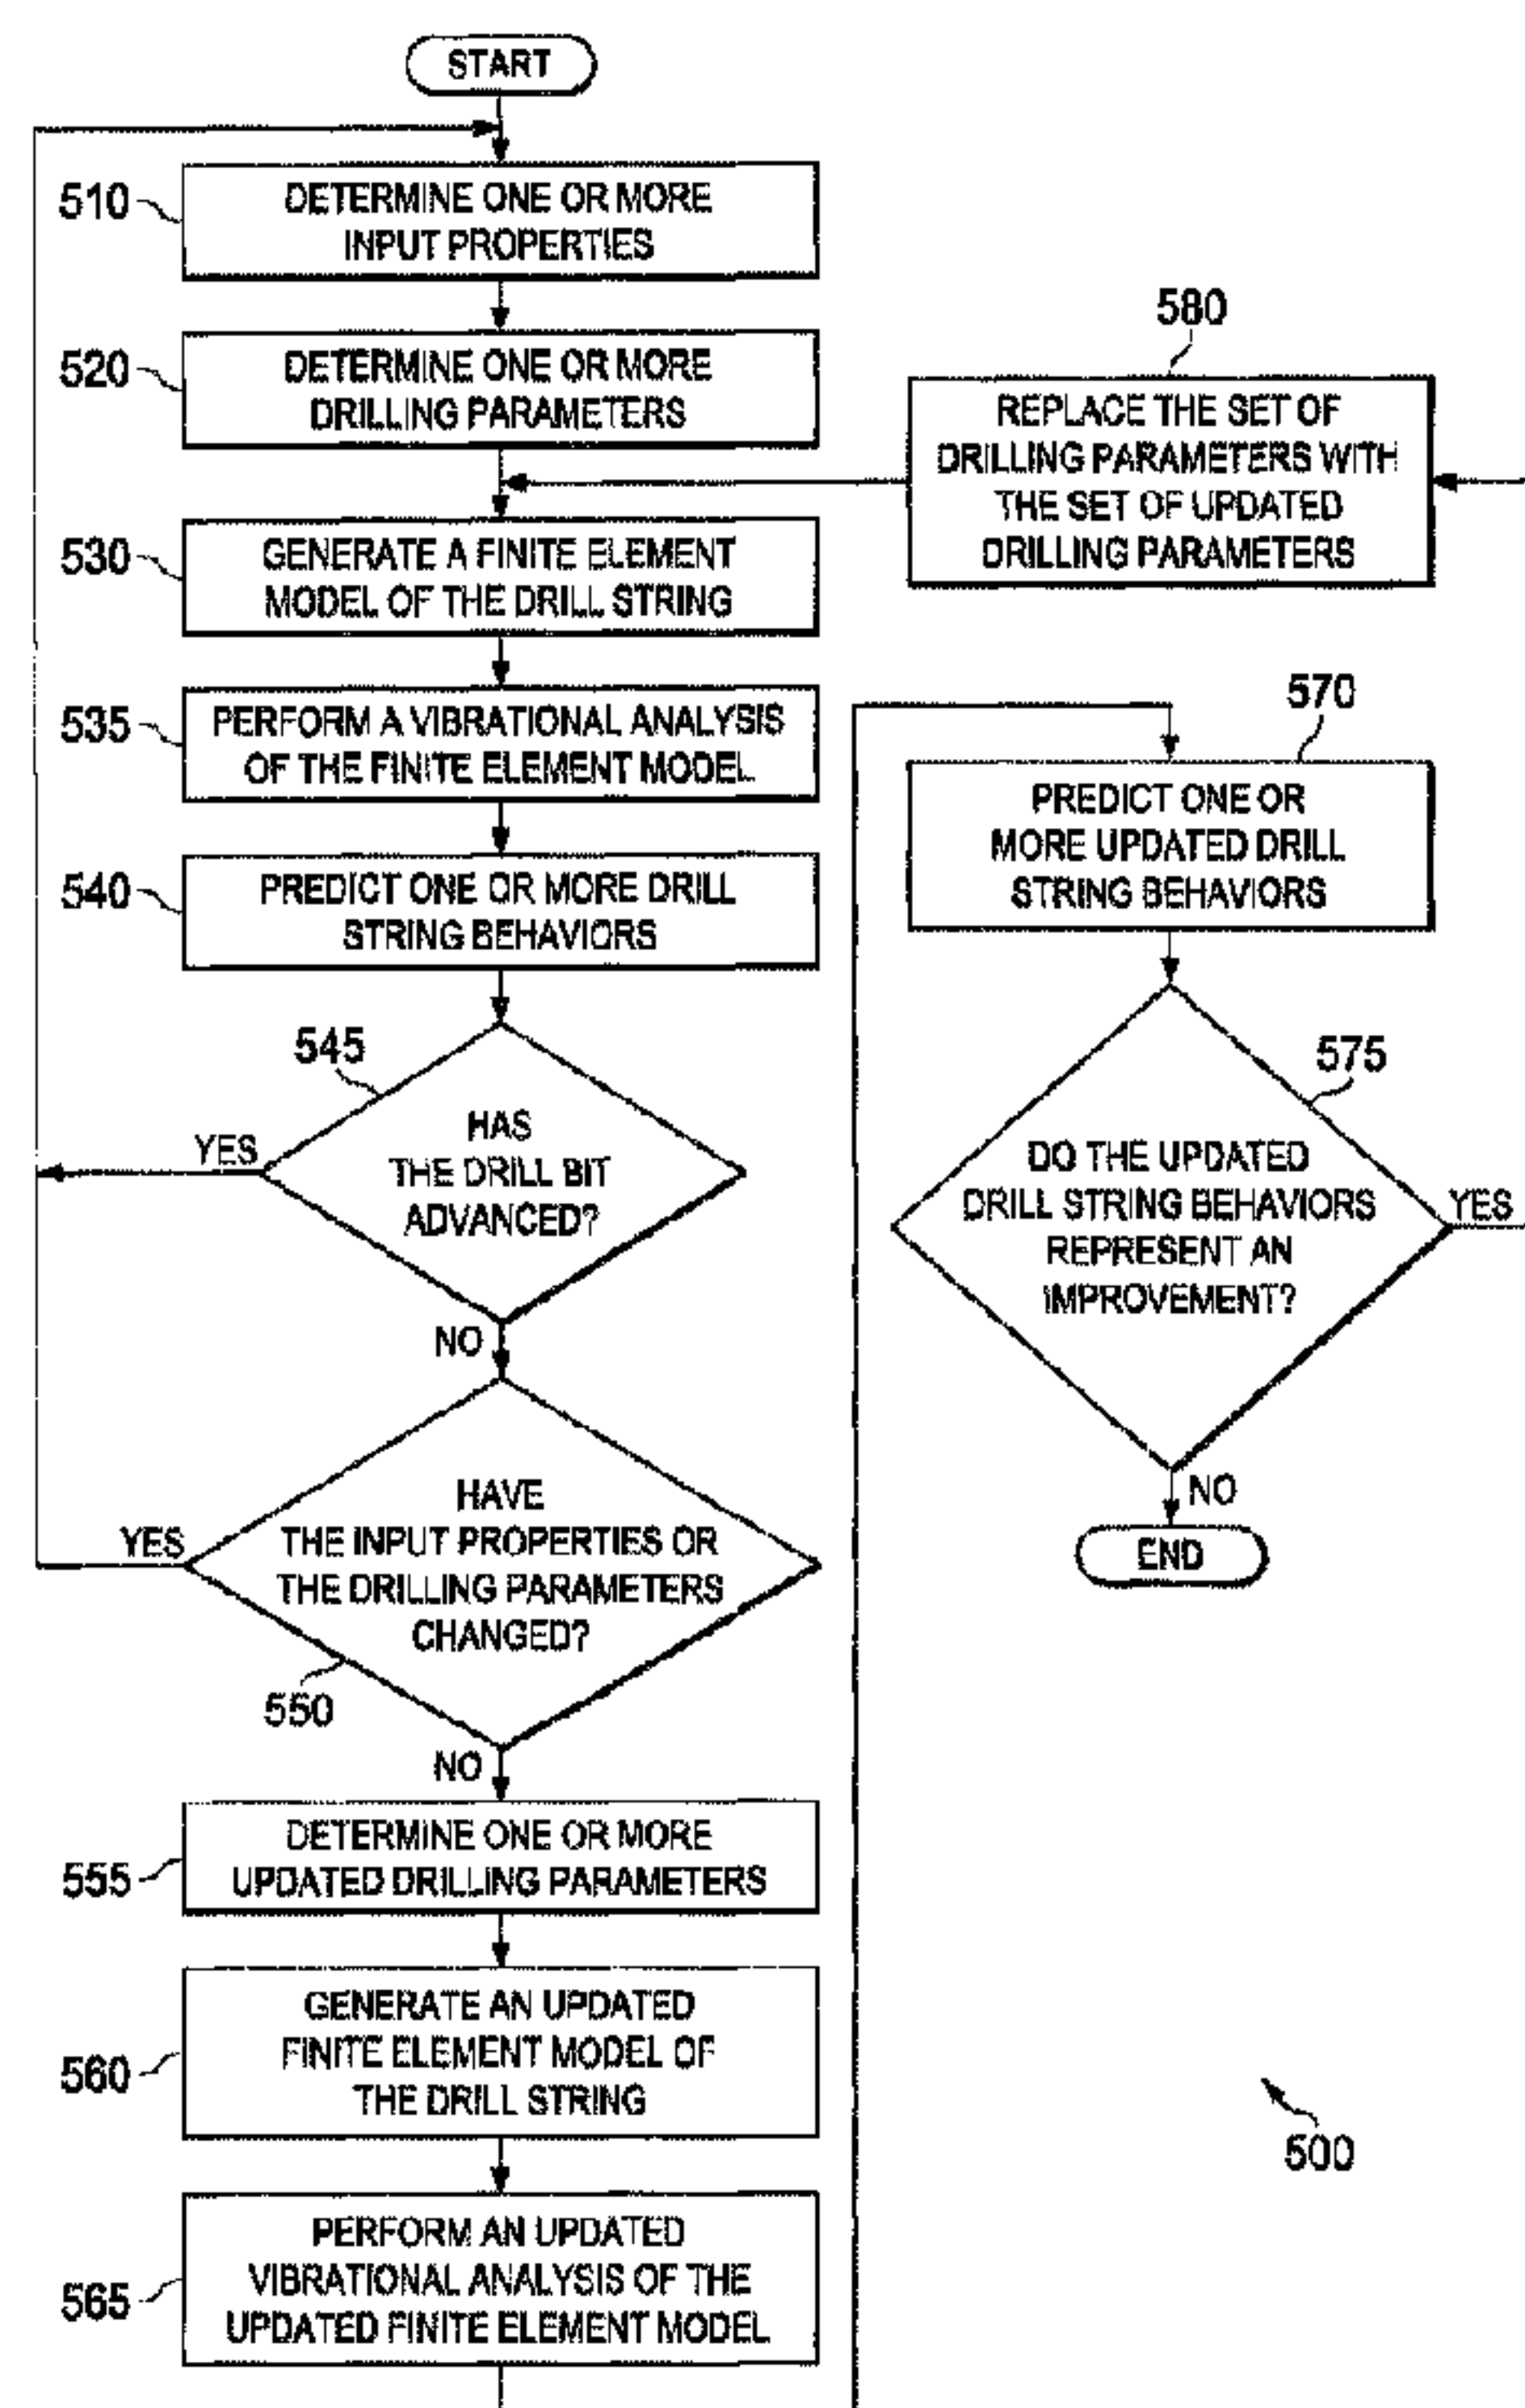 START
510
DETERMINE ONE OR MORE
INPUT PROPERTIES
520
DETERMINE ONE OR MORE
DRILLING PARAMETERS
530
GENERATE A FINITE ELEMENT
MODEL OF THE DRILL STRING
535
PERFORM A VIBRATIONAL ANALYSIS
OF THE FINITE ELEMENT MODEL
540
PREDICT ONE OR MORE DRILL
STRING BEHAVIORS
545
HAS
THE DRILL BIT
ADVANCED?
YES
NO
HAVE
THE INPUT PROPERTIES OR
THE DRILLING PARAMETERS
CHANGED?
YES
550
NO
555
DETERMINE ONE OR MORE
UPDATED DRILLING PARAMETERS
560
GENERATE AN UPDATED
FINITE ELEMENT MODEL OF
THE DRILL STRING
565
PERFORM AN UPDATED
VIBRATIONAL ANALYSIS OF THE
UPDATED FINITE ELEMENT MODEL
580
REPLACE THE SET OF
DRILLING PARAMETERS WITH
THE SET OF UPDATED
DRILLING PARAMETERS
570
PREDICT ONE OR
MORE UPDATED DRILL
STRING BEHAVIORS
575
DO THE UPDATED
DRILL STRING BEHAVIORS
REPRESENT AN
IMPROVEMENT?
YES
NO
END
500